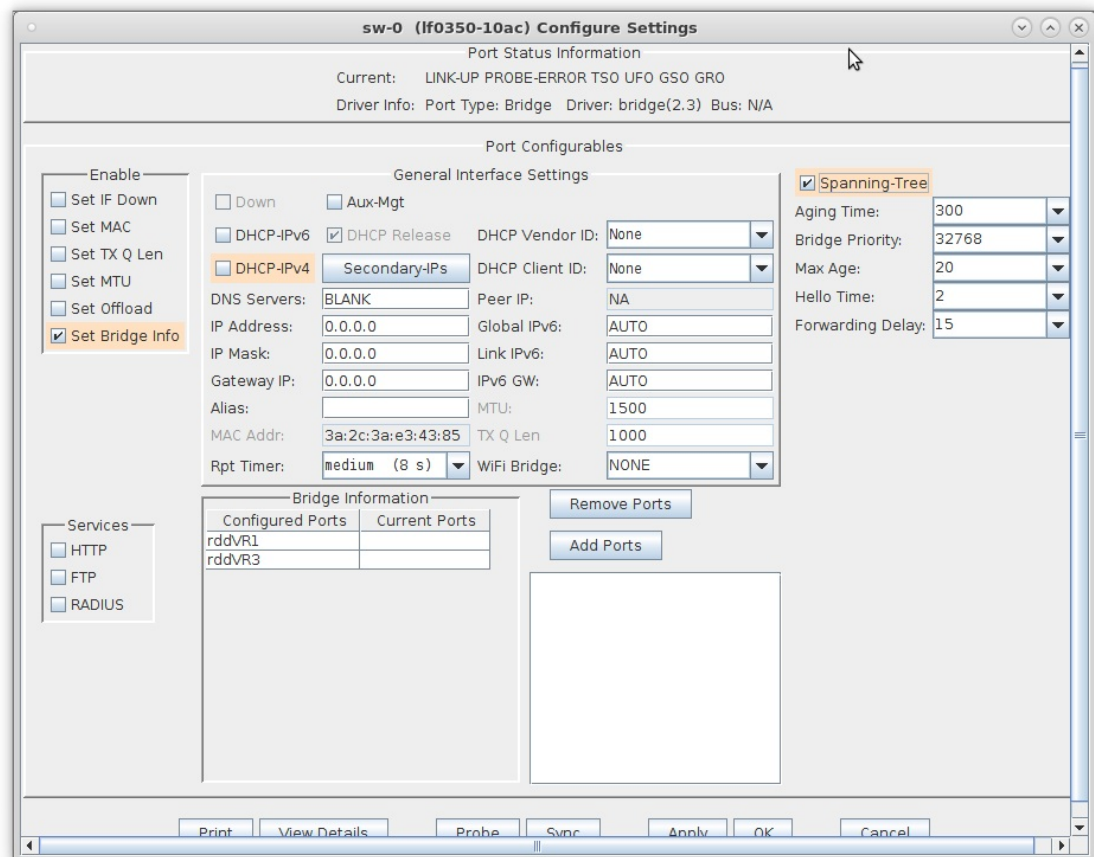 sw-0 (lf0350-10ac) Configure Settings
Port Status Information
Current: LINK-UP PROBE-ERROR TSO UFO GSO GRO
Driver Info: Port Type: Bridge Driver: bridge(2.3) Bus: N/A
Port Configurables
Enable
Set IF Down
Set MAC
Set TX Q Len
Set MTU
Set Offload
Set Bridge Info
General Interface Settings
Down Aux-Mgt
DHCP-IPv6 DHCP Release DHCP Vendor ID: None
DHCP-IPv4 Secondary-IPs DHCP Client ID: None
DNS Servers: BLANK Peer IP: NA
IP Address: 0.0.0.0 Global IPv6: AUTO
IP Mask: 0.0.0.0 Link IPv6: AUTO
Gateway IP: 0.0.0.0 IPv6 GW: AUTO
Alias: MTU: 1500
MAC Addr: 3a:2c:3a:e3:43:85 TX Q Len 1000
Rpt Timer: medium (8 s) WiFi Bridge: NONE
Spanning-Tree
Aging Time: 300
Bridge Priority: 32768
Max Age: 20
Hello Time: 2
Forwarding Delay: 15
Services
HTTP
FTP
RADIUS
Bridge Information
Configured Ports Current Ports
rddVR1
rddVR3
Remove Ports
Add Ports
Print View Details Probe Sync Apply OK Cancel